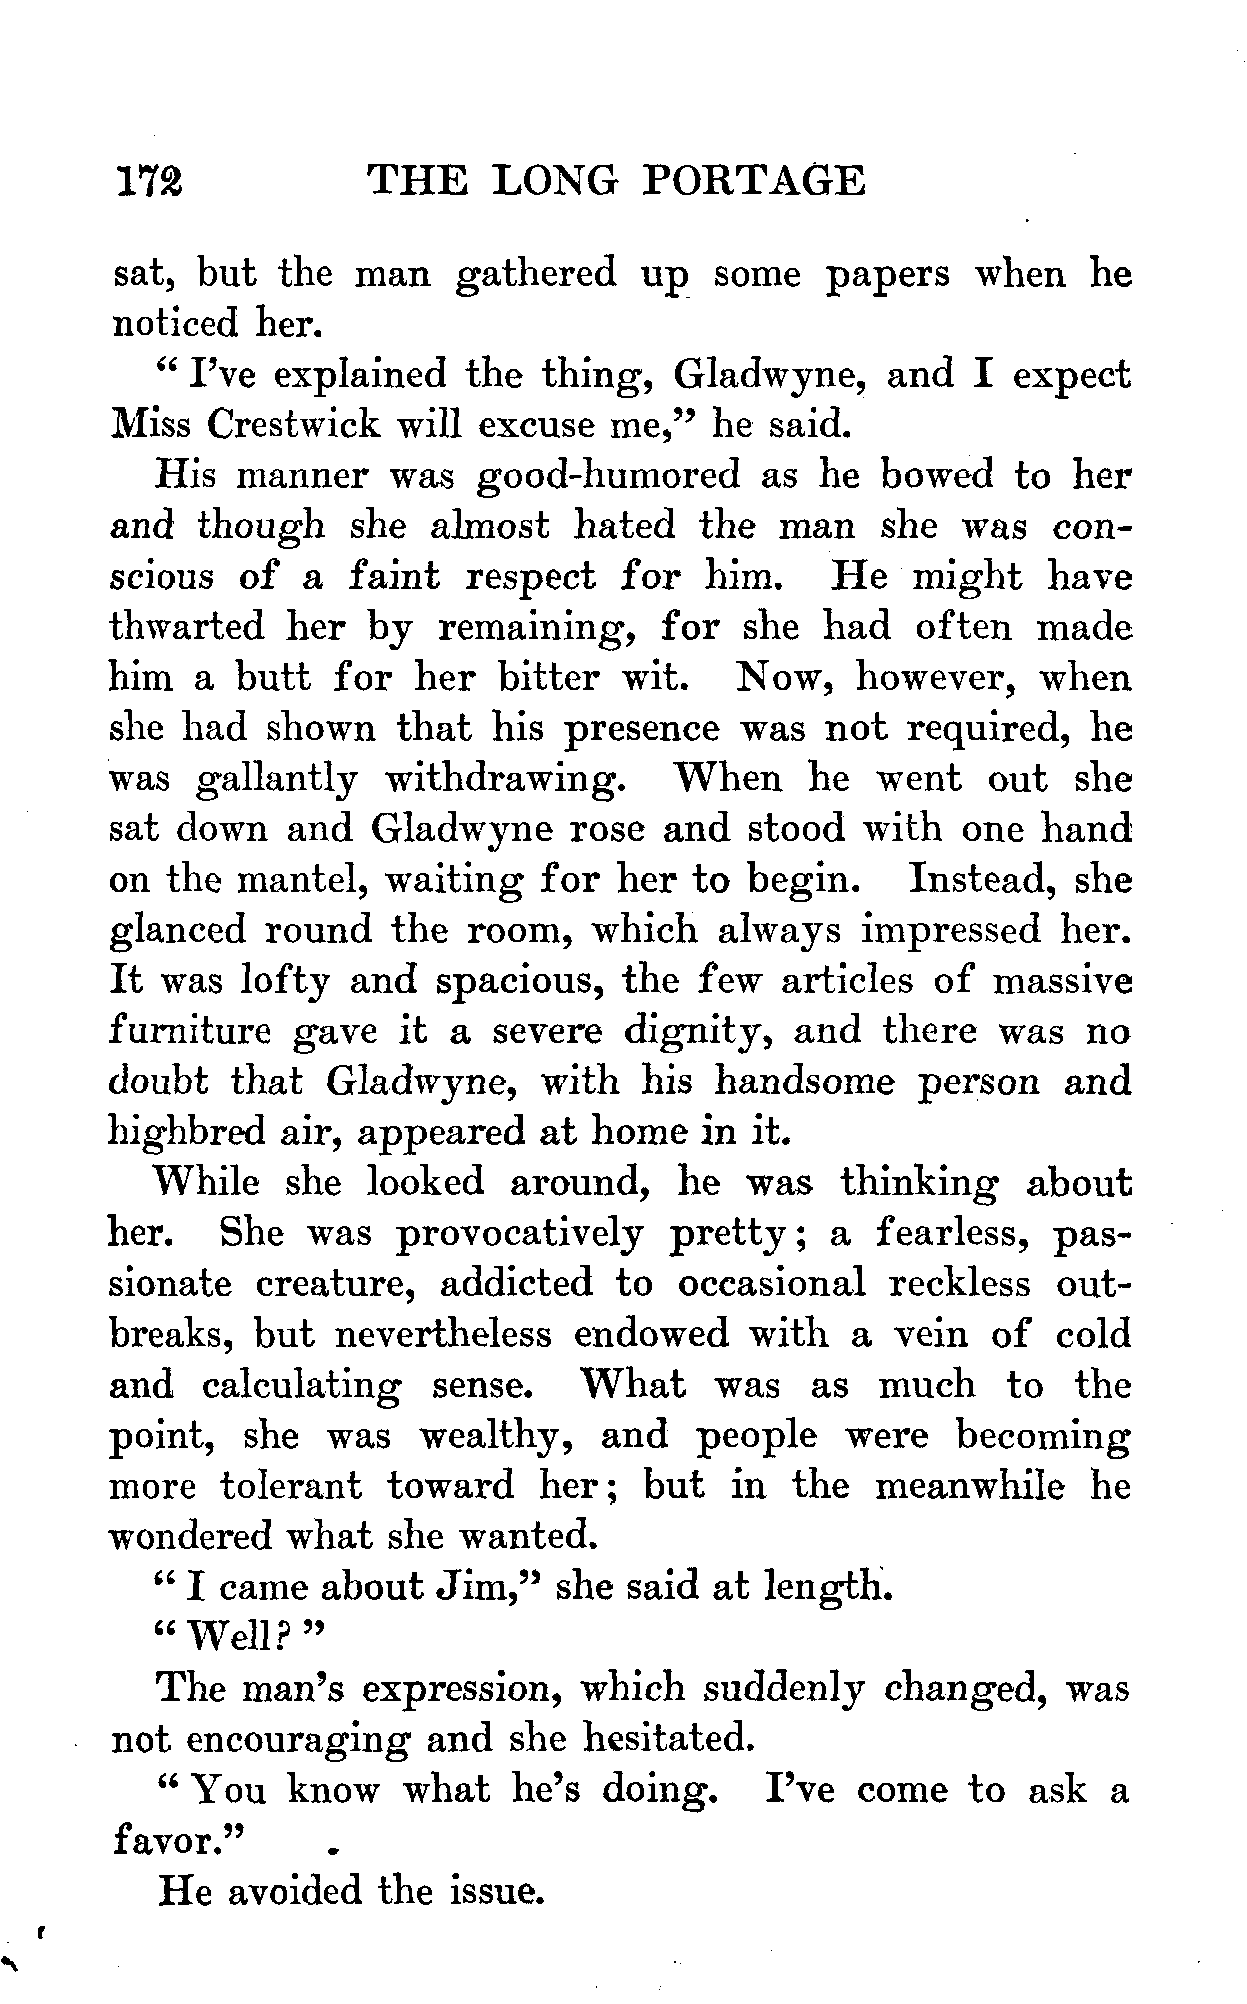 172 THE LONG PORTAGE
sat, but the man gathered up some papers when he
noticed her.
“ I’ve explained the thing, Gladwyne, and I expect
Miss Crestwick will excuse me,” he said.
His manner was good-humored as he bowed to her
and though she almost hated the man she was con-
scious of a faint respect for him. He might have
thwarted her by remaining, for she had often made
him a butt for her bitter wit. Now, however, when
she had shown that his presence was not required, he
was gallantly withdrawing. When he went out she
sat down and Gladwyne rose and stood with one hand
on the mantel, waiting for her to begin. Instead, she
glanced round the room, which always impressed her.
It was lofty and spacious, the few articles of massive
furniture gave it a severe dignity, and there was no
doubt that Gladwyne, with his handsome person and
highbred air, appeared at home in it.
While she looked around, he was thinking about
her. She was provocatively pretty; a fearless, pas-
sionate creature, addicted to occasional reckless out-
breaks, but nevertheless endowed with a vein of cold
and calculating sense. What was as much to the
point, she was wealthy, and people were becoming
more tolerant toward her; but in the meanwhile he
wondered what she wanted.
“ I came about Jim,” she said at length.
“ Well? ”
The man’s expression, which suddenly changed, was
not encouraging and she hesitated.
“ You know what he’s doing. I’ve come to ask a
favor.”
He avoided the issue.